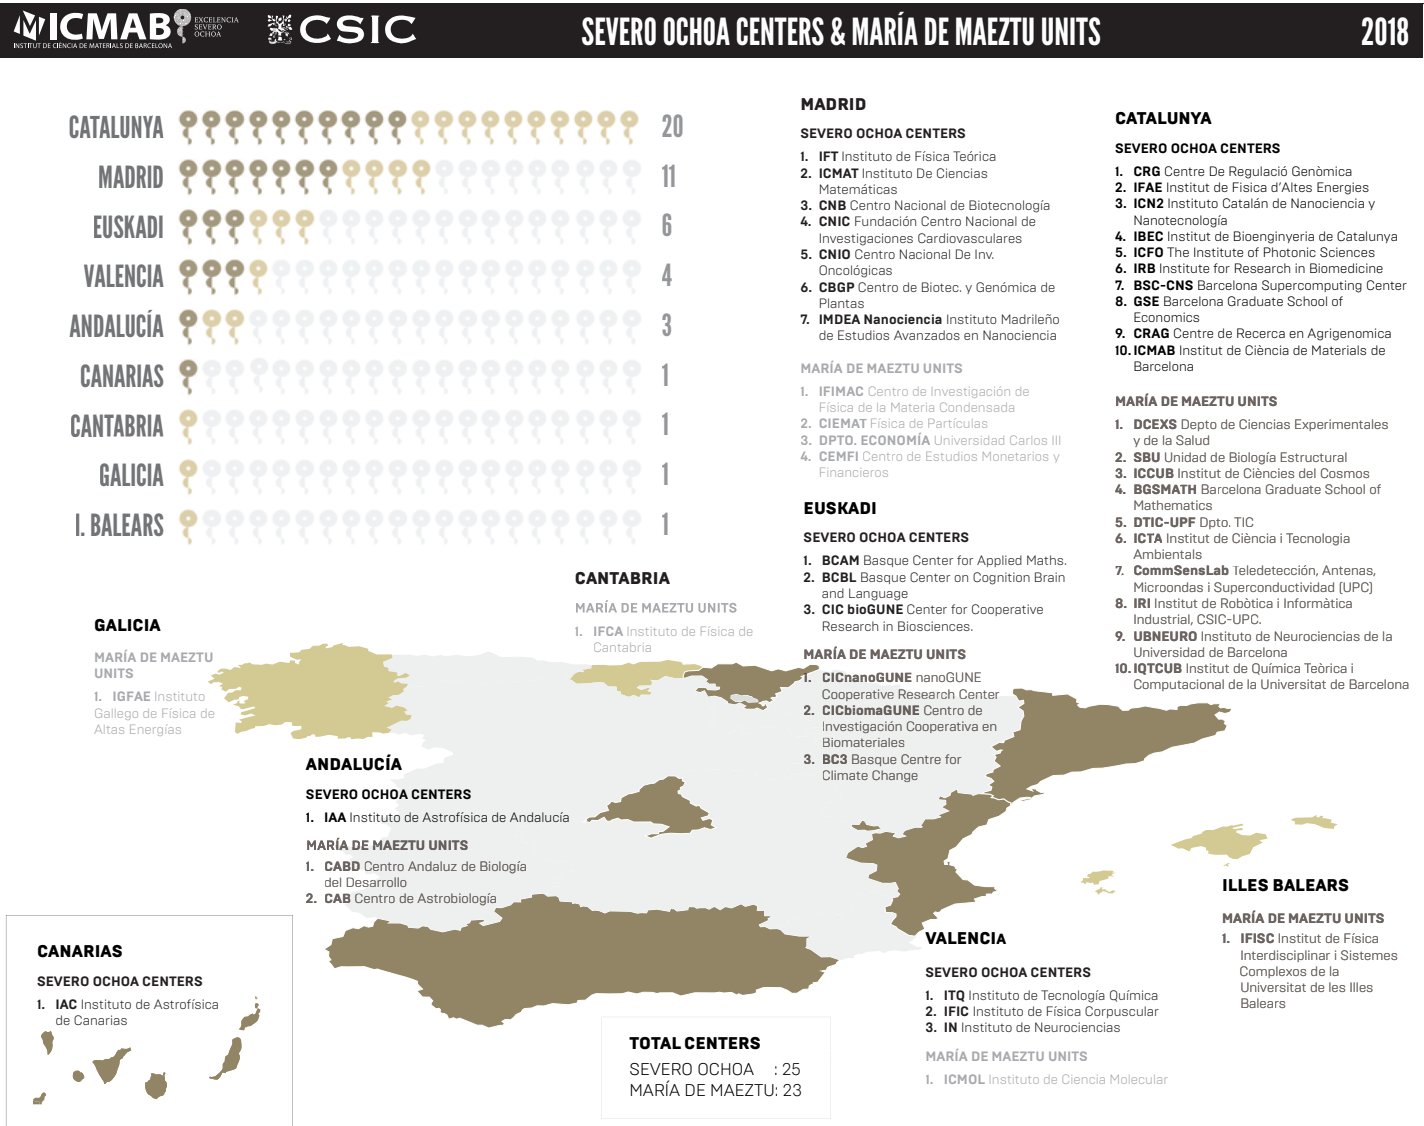 ICMAB
EXCELENCIA
SEVERO
OCHOA
INSTITUT DE CIÈNCIA DE MATERIALS DE BARCELONA
CSIC
SEVERO OCHOA CENTERS & MARÍA DE MAEZTU UNITS
2018
CATALUNYA 20
MADRID 11
EUSKADI 6
VALENCIA 4
ANDALUCÍA 3
CANARIAS 1
CANTABRIA 1
GALICIA 1
I. BALEARS 1
MADRID
SEVERO OCHOA CENTERS
1. IFT Instituto de Física Teórica
2. ICMAT Instituto De Ciencias
Matemáticas
3. CNB Centro Nacional de Biotecnología
4. CNIC Fundación Centro Nacional de
Investigaciones Cardiovasculares
5. CNIO Centro Nacional De Inv.
Oncológicas
6. CBGP Centro de Biotec. y Genómica de
Plantas
7. IMDEA Nanociencia Instituto Madrileño
de Estudios Avanzados en Nanociencia
MARÍA DE MAEZTU UNITS
1. IFIMAC Centro de Investigación de
Física de la Materia Condensada
2. CIEMAT Física de Partículas
3. DPTO. ECONOMÍA Universidad Carlos III
4. CEMFI Centro de Estudios Monetarios y
Financieros
EUSKADI
SEVERO OCHOA CENTERS
1. BCAM Basque Center for Applied Maths.
2. BCBL Basque Center on Cognition Brain
and Language
3. CIC bioGUNE Center for Cooperative
Research in Biosciences.
MARÍA DE MAEZTU UNITS
1. CICnanoGUNE nanoGUNE
Cooperative Research Center
2. CICbiomaGUNE Centro de
Investigación Cooperativa en
Biomateriales
3. BC3 Basque Centre for
Climate Change
CATALUNYA
SEVERO OCHOA CENTERS
1. CRG Centre De Regulació Genòmica
2. IFAE Institut de Fisica d'Altes Energies
3. ICN2 Instituto Catalán de Nanociencia y
Nanotecnología
4. IBEC Institut de Bioenginyeria de Catalunya
5. ICFO The Institute of Photonic Sciences
6. IRB Institute for Research in Biomedicine
7. BSC-CNS Barcelona Supercomputing Center
8. GSE Barcelona Graduate School of
Economics
9. CRAG Centre de Recerca en Agrigenomica
10. ICMAB Institut de Ciència de Materials de
Barcelona
MARÍA DE MAEZTU UNITS
1. DCEXS Depto de Ciencias Experimentales
y de la Salud
2. SBU Unidad de Biología Estructural
3. ICCUB Institut de Ciències del Cosmos
4. BGSMATH Barcelona Graduate School of
Mathematics
5. DTIC-UPF Dpto. TIC
6. ICTA Institut de Ciència i Tecnologia
Ambientals
7. CommSensLab Teledetección, Antenas,
Microondas i Superconductividad (UPC)
8. IRI Institut de Robòtica i Informàtica
Industrial, CSIC-UPC.
9. UBNEURO Instituto de Neurociencias de la
Universidad de Barcelona
10. IQTCUB Institut de Química Teòrica i
Computacional de la Universitat de Barcelona
CANTABRIA
MARÍA DE MAEZTU UNITS
1. IFCA Instituto de Física de
Cantabria
GALICIA
MARÍA DE MAEZTU
UNITS
1. IGFAE Instituto
Gallego de Física de
Altas Energías
ANDALUCÍA
SEVERO OCHOA CENTERS
1. IAA Instituto de Astrofísica de Andalucía
MARÍA DE MAEZTU UNITS
1. CABD Centro Andaluz de Biología
del Desarrollo
2. CAB Centro de Astrobiología
CANARIAS
SEVERO OCHOA CENTERS
1. IAC Instituto de Astrofísica
de Canarias
TOTAL CENTERS
SEVERO OCHOA : 25
MARÍA DE MAEZTU: 23
VALENCIA
SEVERO OCHOA CENTERS
1. ITQ Instituto de Tecnología Química
2. IFIC Instituto de Física Corpuscular
3. IN Instituto de Neurociencias
MARÍA DE MAEZTU UNITS
1. ICMOL Instituto de Ciencia Molecular
ILLES BALEARS
MARÍA DE MAEZTU UNITS
1. IFISC Institut de Física
Interdisciplinar i Sistemes
Complexos de la
Universitat de les Illes
Balears